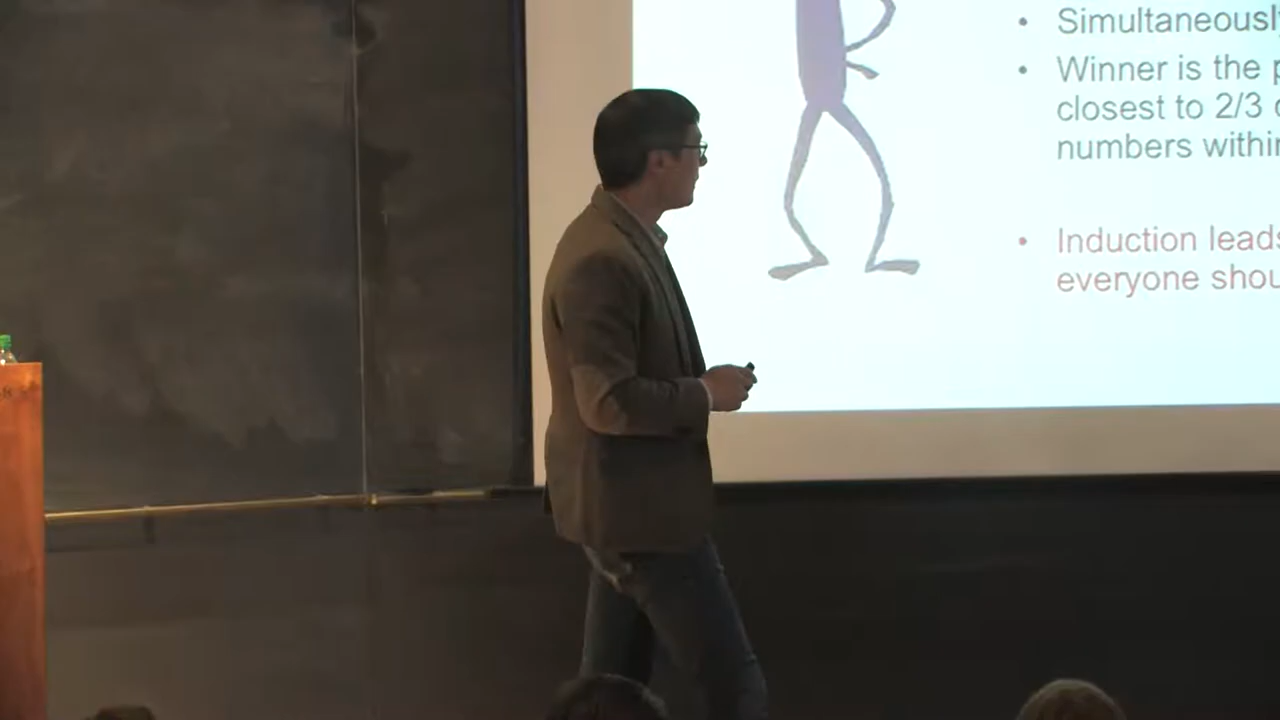 Simultaneously
Winner is the
closest to 2/3
numbers within
Induction leads
everyone shou